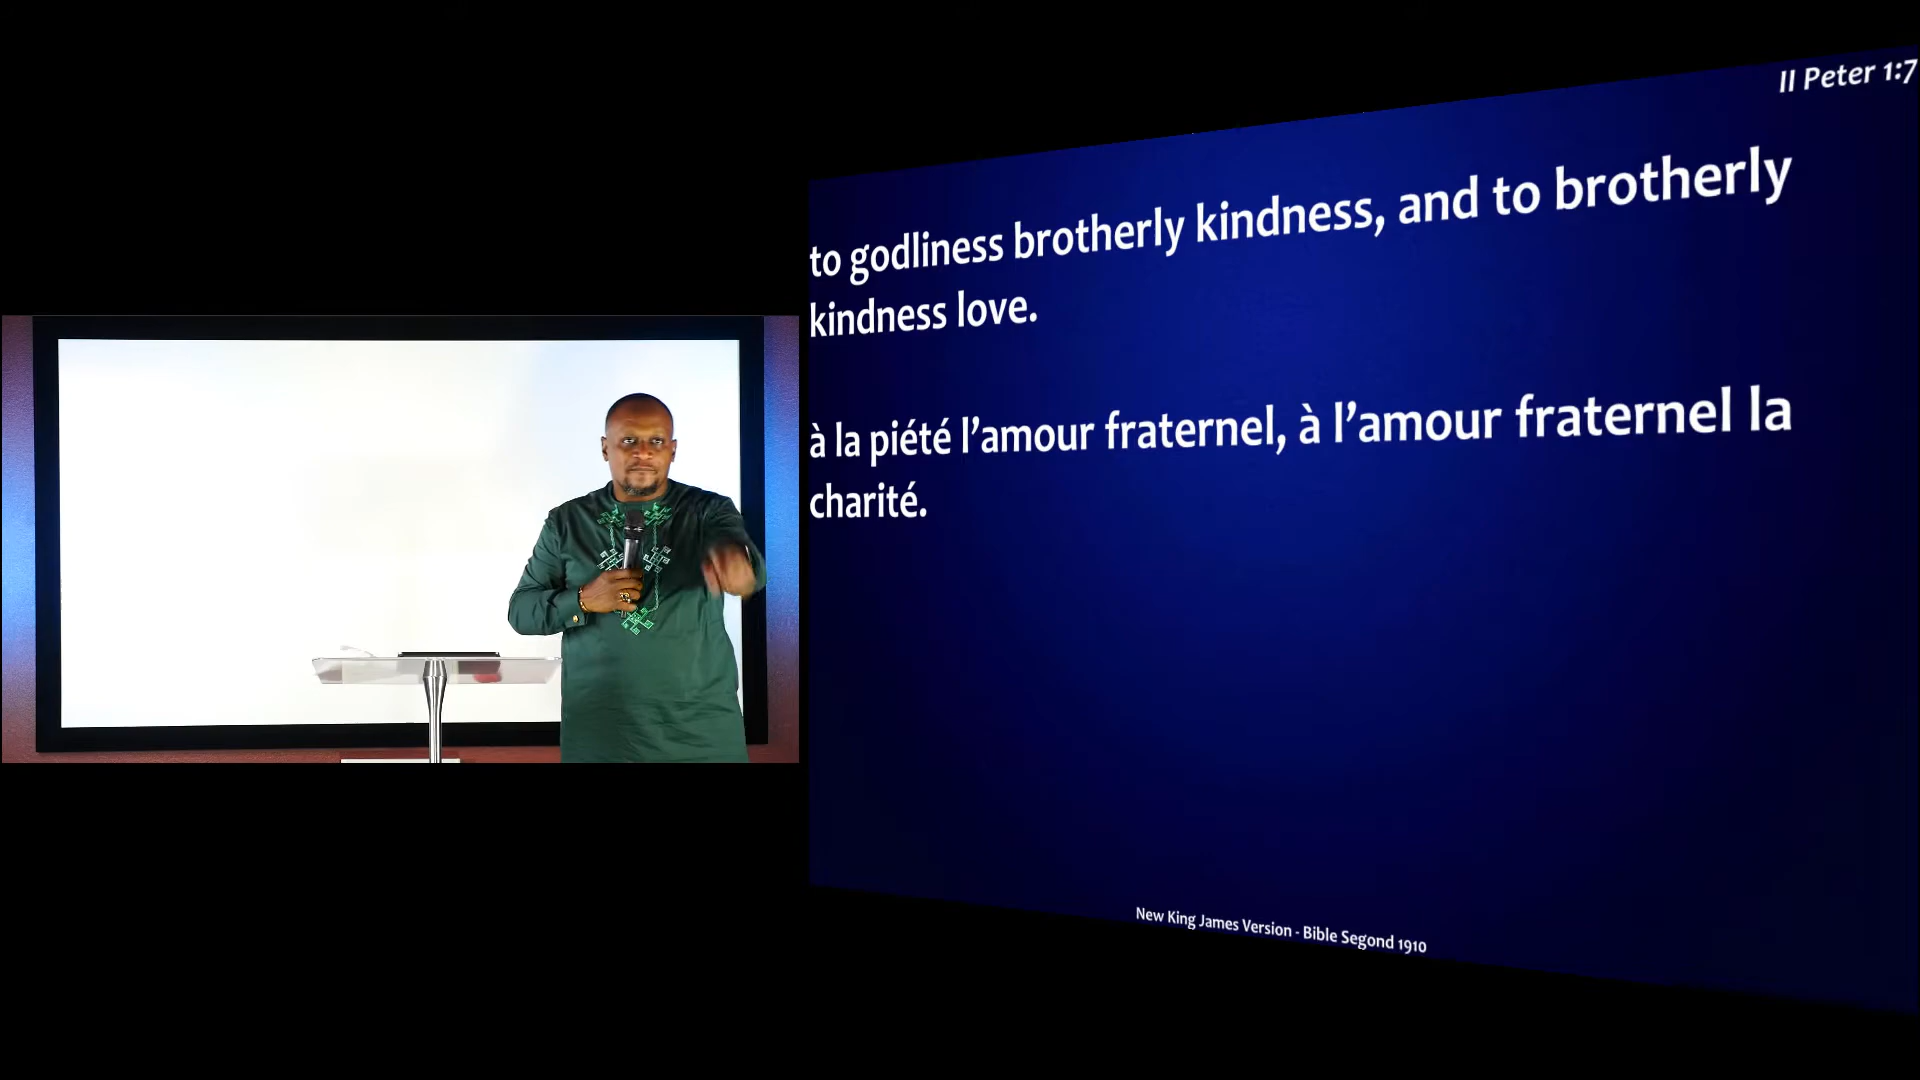 II Peter 1:7
to godliness brotherly kindness, and to brotherly
kindness love.
à la piété l’amour fraternel, à l’amour fraternel la
charité.
New King James Version - Bible Segond 1910